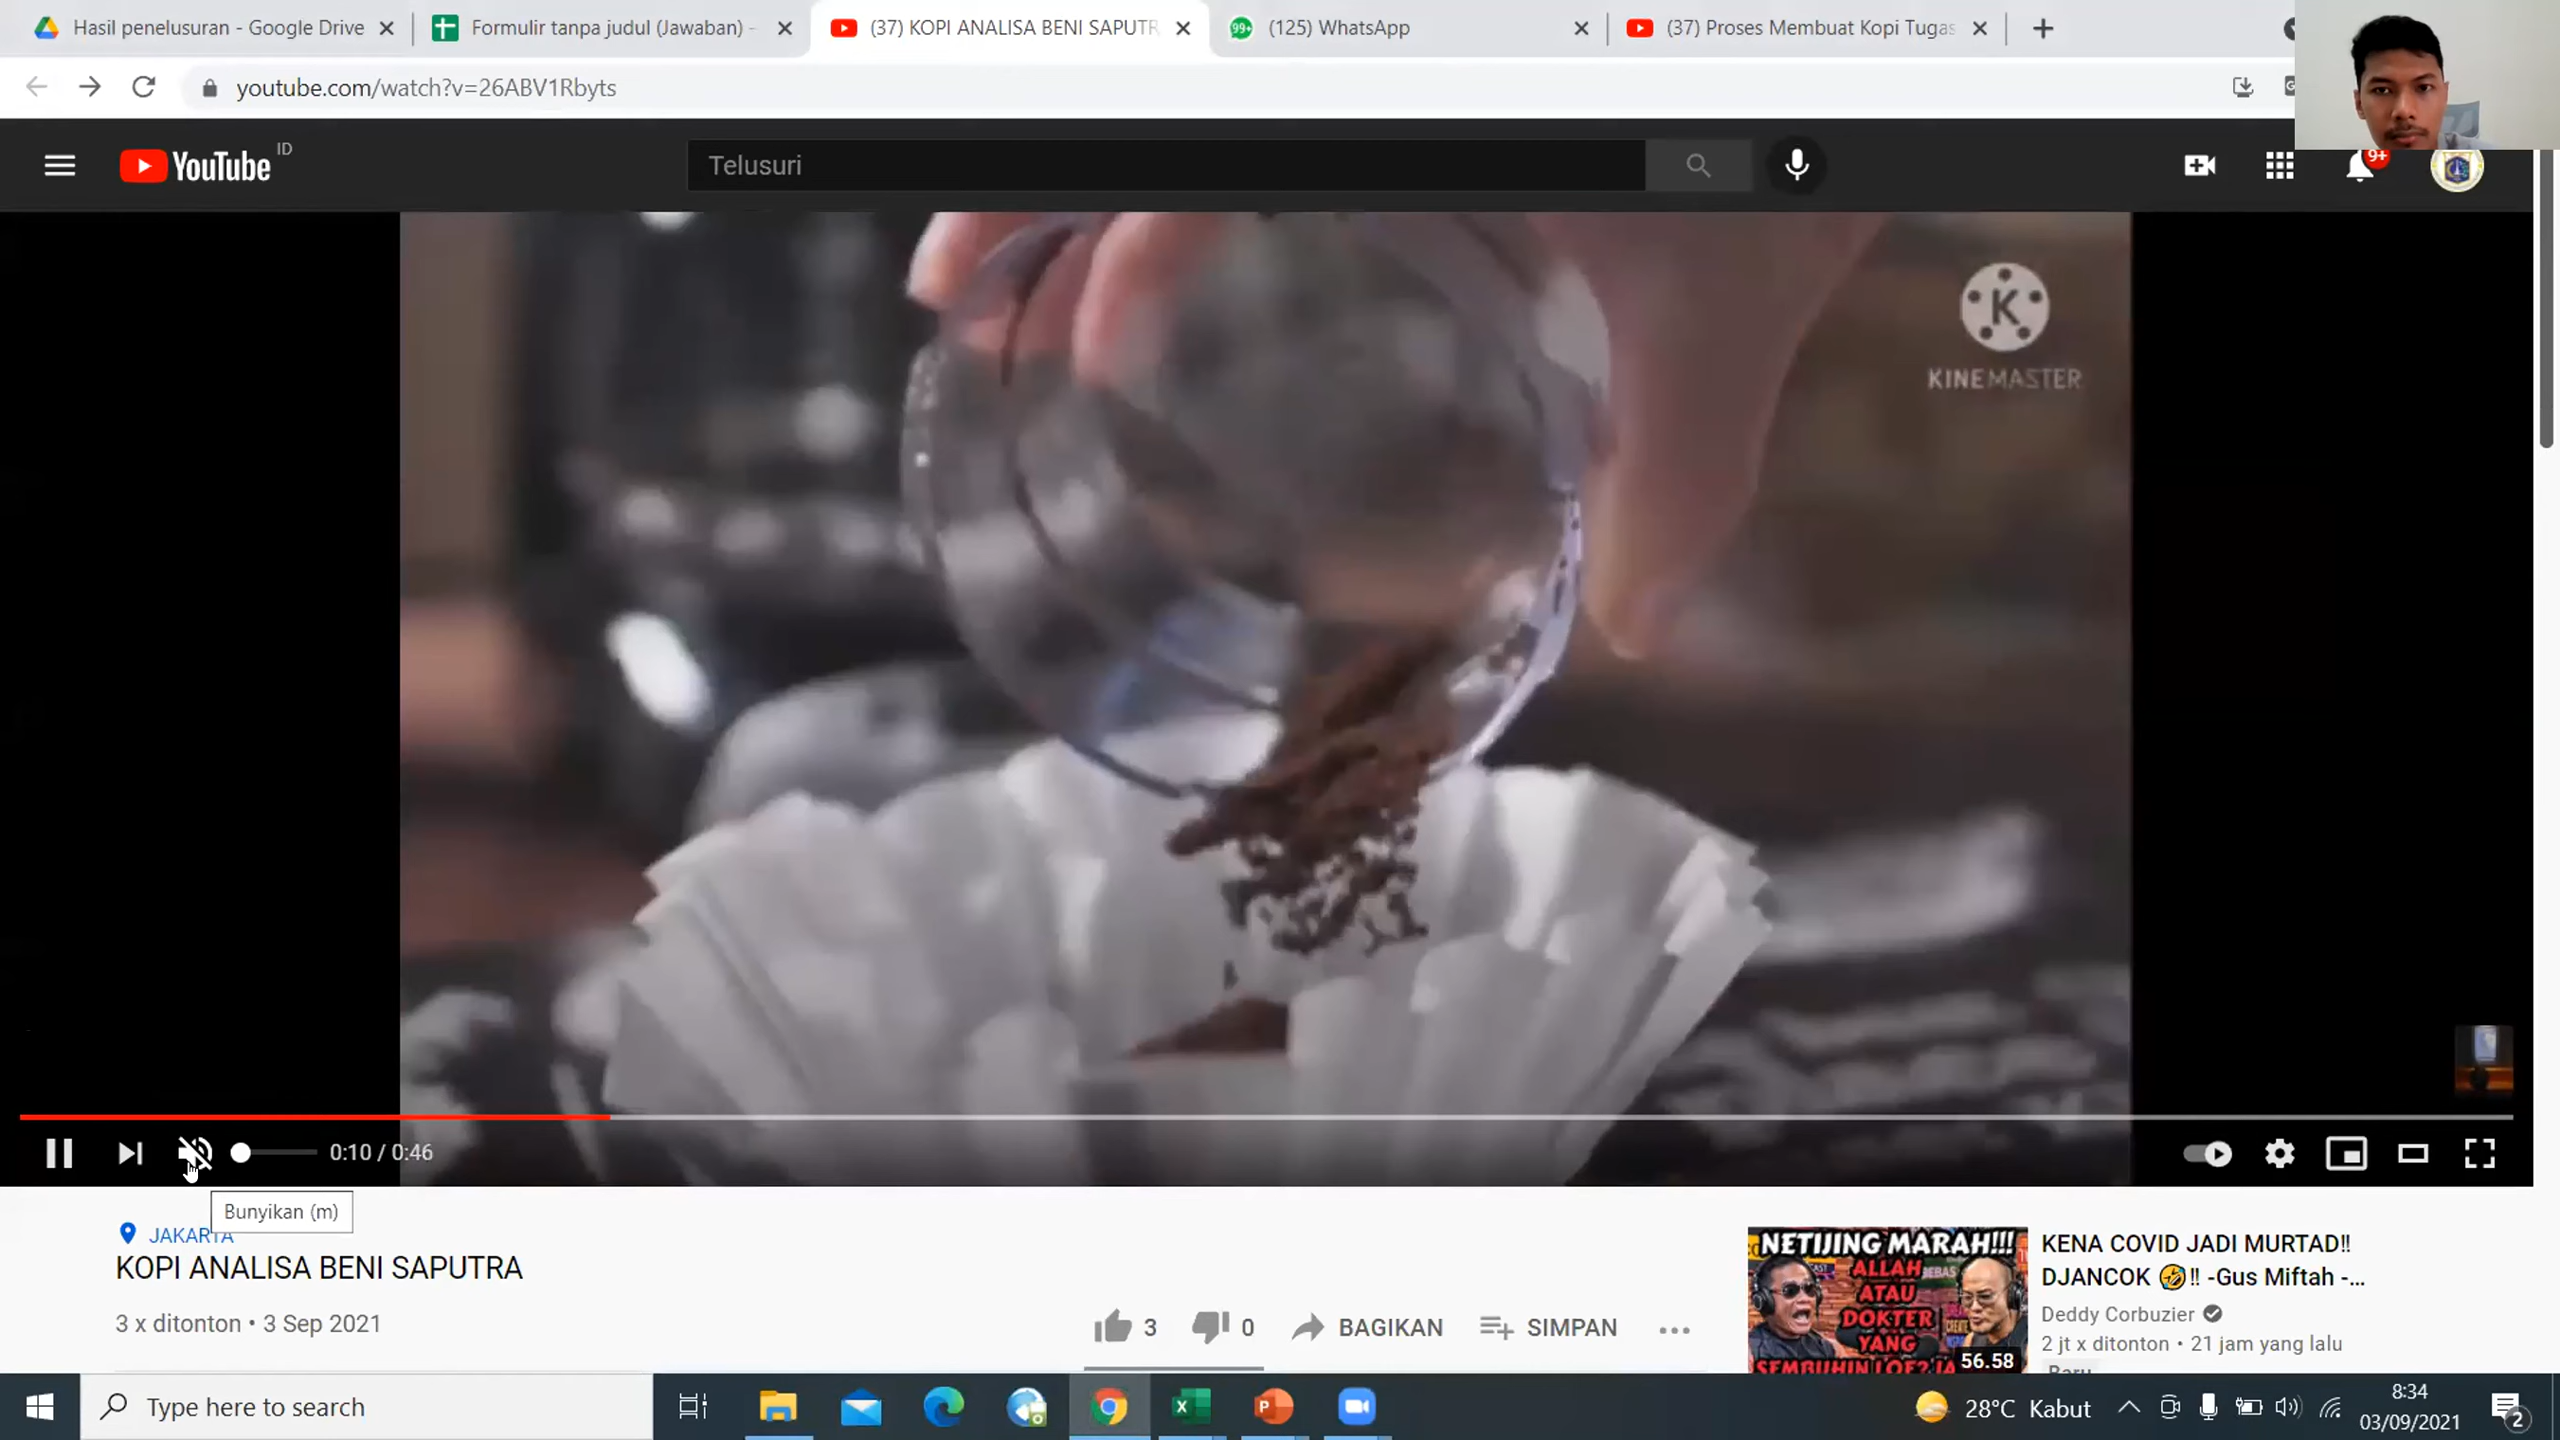 Hasil penelusuran - Google Drive
Formulir tanpa judul (Jawaban) -
(37) KOPI ANALISA BENI SAPUTR
99+
(125) WhatsApp
(37) Proses Membuat Kopi Tugas
youtube.com/watch?v=26ABV1Rbyts
YouTube
ID
Telusuri
9+
K
KINEMASTER
0:10 / 0:46
Bunyikan (m)
JAKARTA
KOPI ANALISA BENI SAPUTRA
3 x ditonton • 3 Sep 2021
3
0
BAGIKAN
SIMPAN
NETIJING MARAH!!!
ALLAH
ATAU
DOKTER
YANG
56.58
KENA COVID JADI MURTAD‼
DJANCOK 🤣‼ -Gus Miftah -...
Deddy Corbuzier
2 jt x ditonton • 21 jam yang lalu
Baru
Type here to search
28°C Kabut
8:34
03/09/2021
2